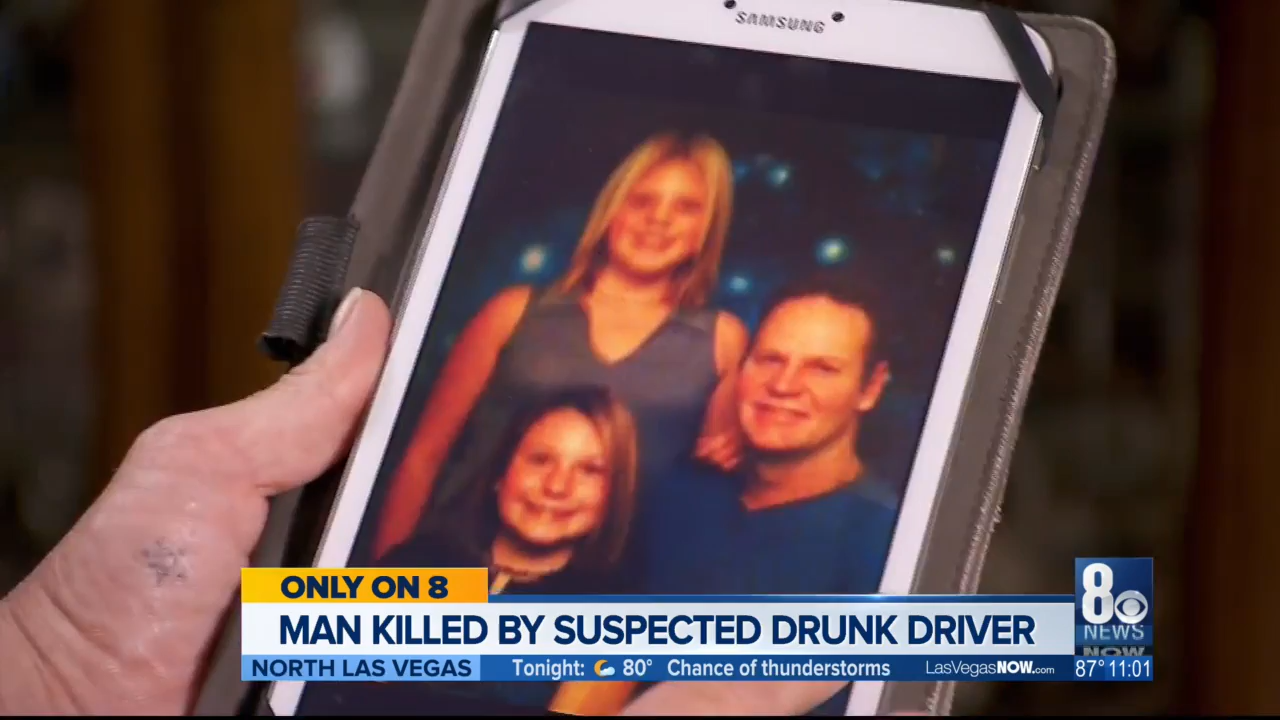 SAMSUNG
ONLY ON 8
MAN KILLED BY SUSPECTED DRUNK DRIVER
NORTH LAS VEGAS
Tonight: 80° Chance of thunderstorms
LasVegasNOW.com
8
NEWS
NOW
87° 11:01